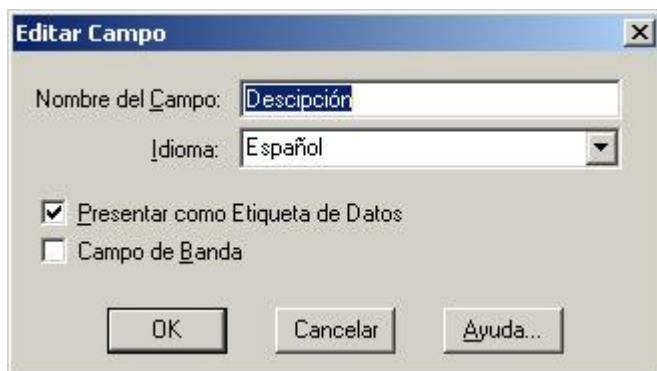 Editar Campo
Nombre del Campo: Descipción
Idioma: Español
Presentar como Etiqueta de Datos
Campo de Banda
OK Cancelar Ayuda...